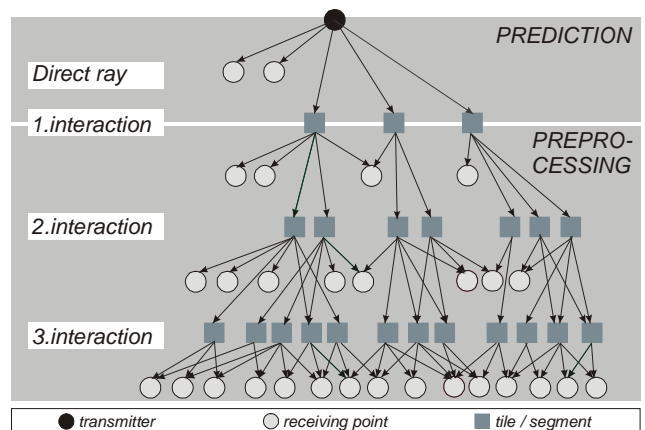 PREDICTION
Direct ray
1.interaction
PREPRO-
CESSING
2.interaction
3.interaction
transmitter
receiving point
tile / segment